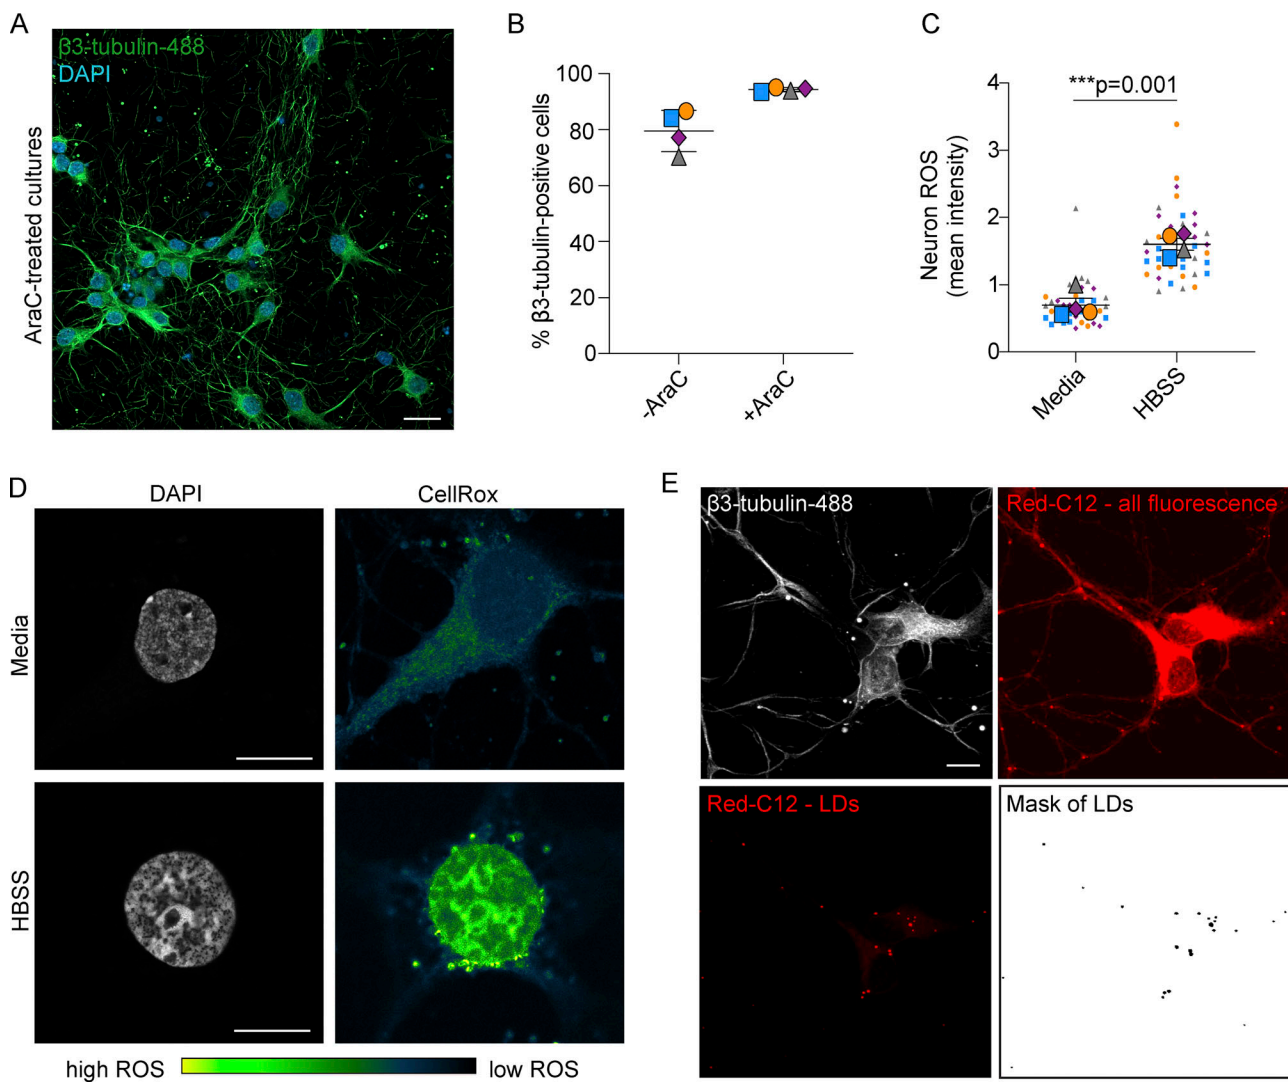 A
β3-tubulin-488
DAPI
AraC-treated cultures
B
% β3-tubulin-positive cells
100
80
60
40
20
0
-AraC
+AraC
C
Neuron ROS
(mean intensity)
4
3
2
1
0
***p=0.001
Media
HBSS
D
DAPI
CellRox
Media
HBSS
high ROS
low ROS
E
β3-tubulin-488
Red-C12 - all fluorescence
Red-C12 - LDs
Mask of LDs